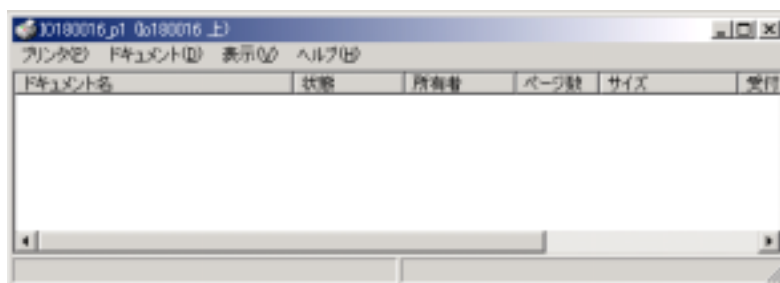 IO180016_p1 (Io180016 上)
プリンタ(P) ドキュメント(D) 表示(V) ヘルプ(H)
ドキュメント名 状態 所有者 ページ数 サイズ 受付